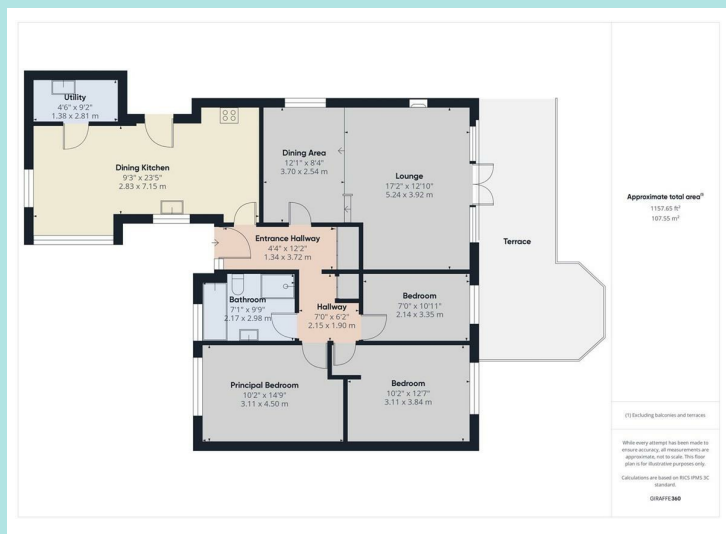 Utility
4'6" x 9'2"
1.38 x 2.81 m
Dining Kitchen
9'3" x 23'5"
2.83 x 7.15 m
Dining Area
12'1" x 8'4"
3.70 x 2.54 m
Lounge
17'2" x 12'10"
5.24 x 3.92 m
Terrace
Entrance Hallway
4'4" x 12'2"
1.34 x 3.72 m
Bathroom
7'1" x 9'9"
2.17 x 2.98 m
Hallway
7'0" x 6'2"
2.15 x 1.90 m
Bedroom
7'0" x 10'11"
2.14 x 3.35 m
Principal Bedroom
10'2" x 14'9"
3.11 x 4.50 m
Bedroom
10'2" x 12'7"
3.11 x 3.84 m
Approximate total area⁽¹⁾
1157.65 ft²
107.55 m²
(1) Excluding balconies and terraces
While every attempt has been made to
ensure accuracy, all measurements are
approximate, not to scale. This floor
plan is for illustrative purposes only.
Calculations are based on RICS IPMS 3C
standard.
GIRAFFE360